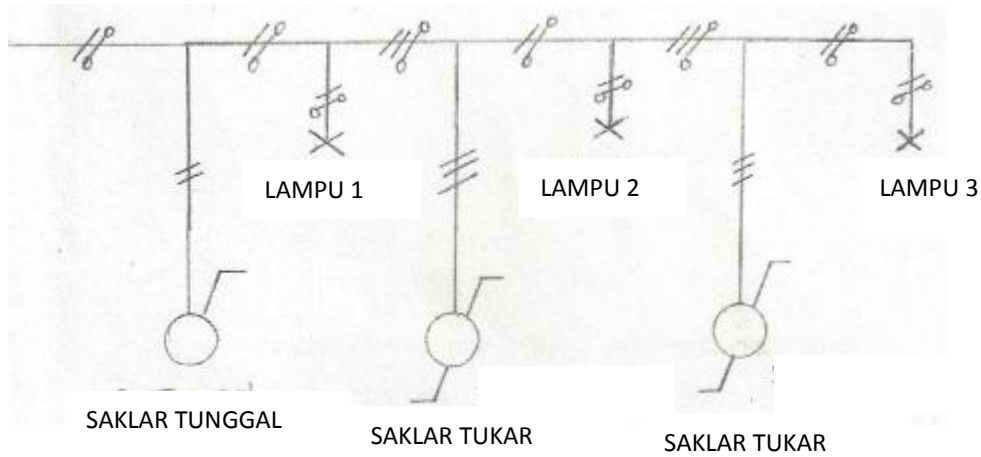 LAMPU 1
LAMPU 2
LAMPU 3
SAKLAR TUNGGAL
SAKLAR TUKAR
SAKLAR TUKAR